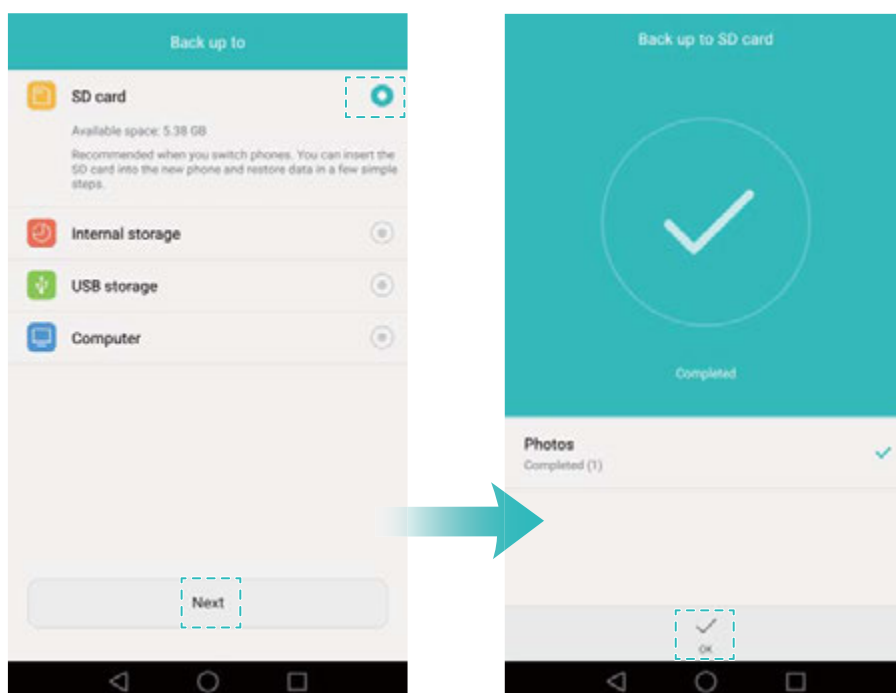 Back up to
SD card
Available space: 5.38 GB
Recommended when you switch phones. You can insert the
SD card into the new phone and restore data in a few simple
steps.
Internal storage
USB storage
Computer
Next
Back up to SD card
Completed
Photos
Completed (1)
OK